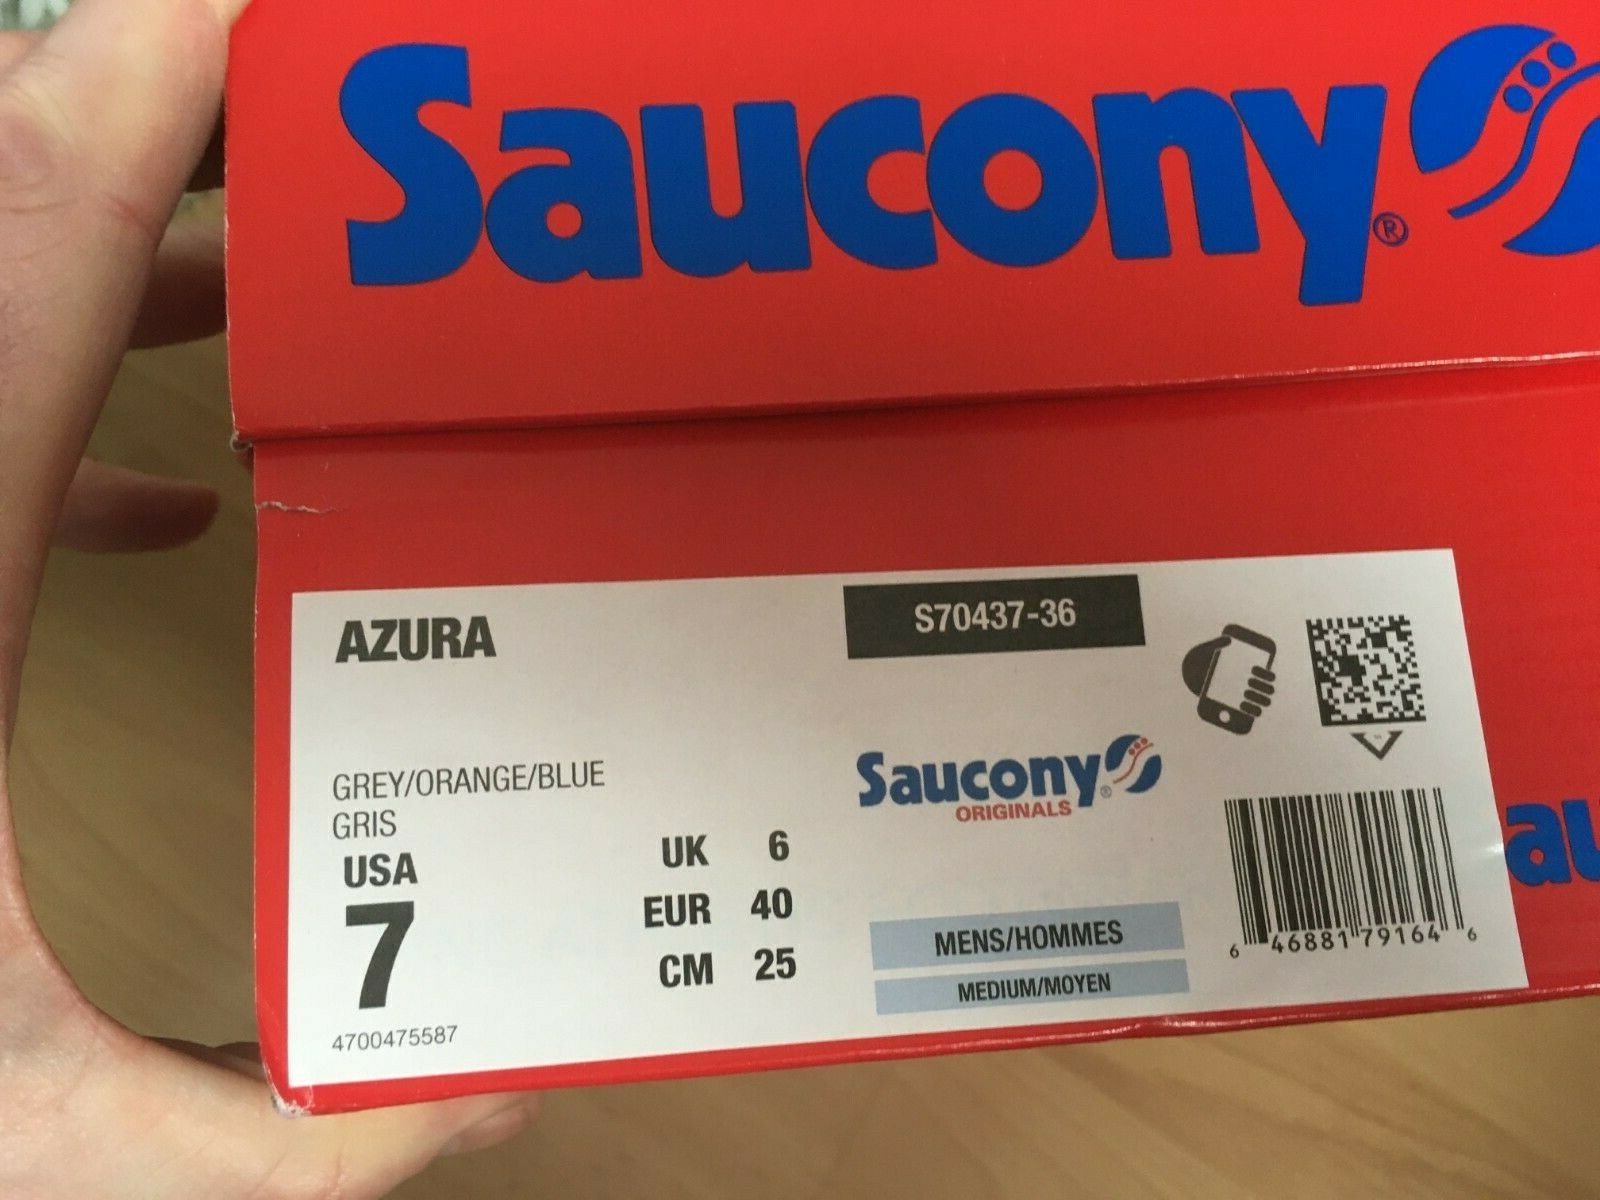 Saucony®
AZURA
S70437-36
GREY/ORANGE/BLUE
GRIS
USA
7
4700475587
UK 6
EUR 40
CM 25
Saucony®
ORIGINALS
MENS/HOMMES
MEDIUM/MOYEN
6 46881 79164 6
au